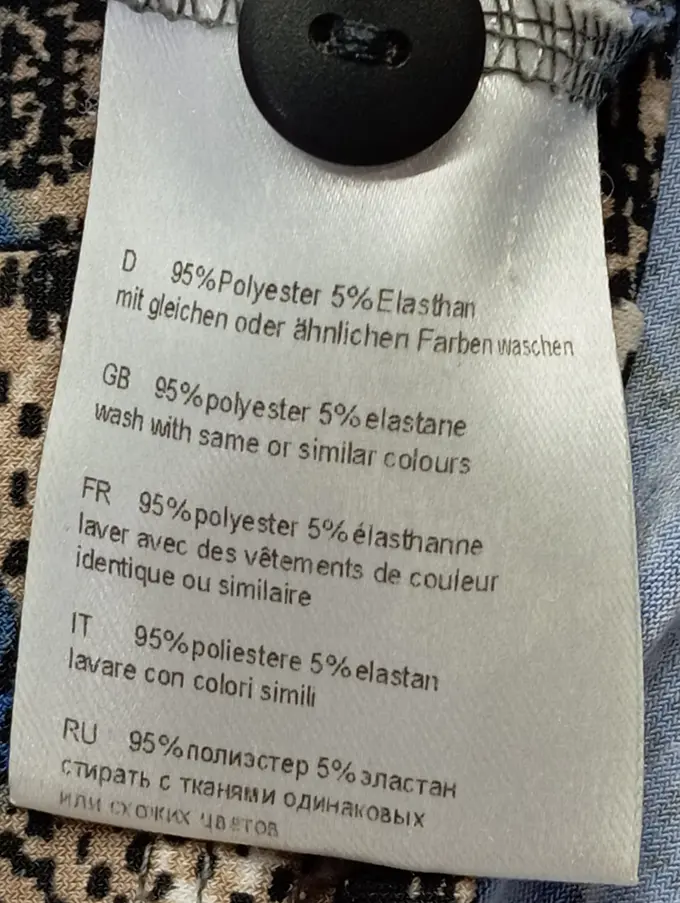 D 95%Polyester 5%Elasthan
mit gleichen oder ähnlichen Farben waschen
GB 95%polyester 5%elastane
wash with same or similar colours
FR 95%polyester 5%élasthanne
laver avec des vêtements de couleur
identique ou similaire
IT 95%poliestere 5%elastan
lavare con colori simili
RU 95%полиэстер 5%эластан
стирать с тканями одинаковых
или схожих цветов